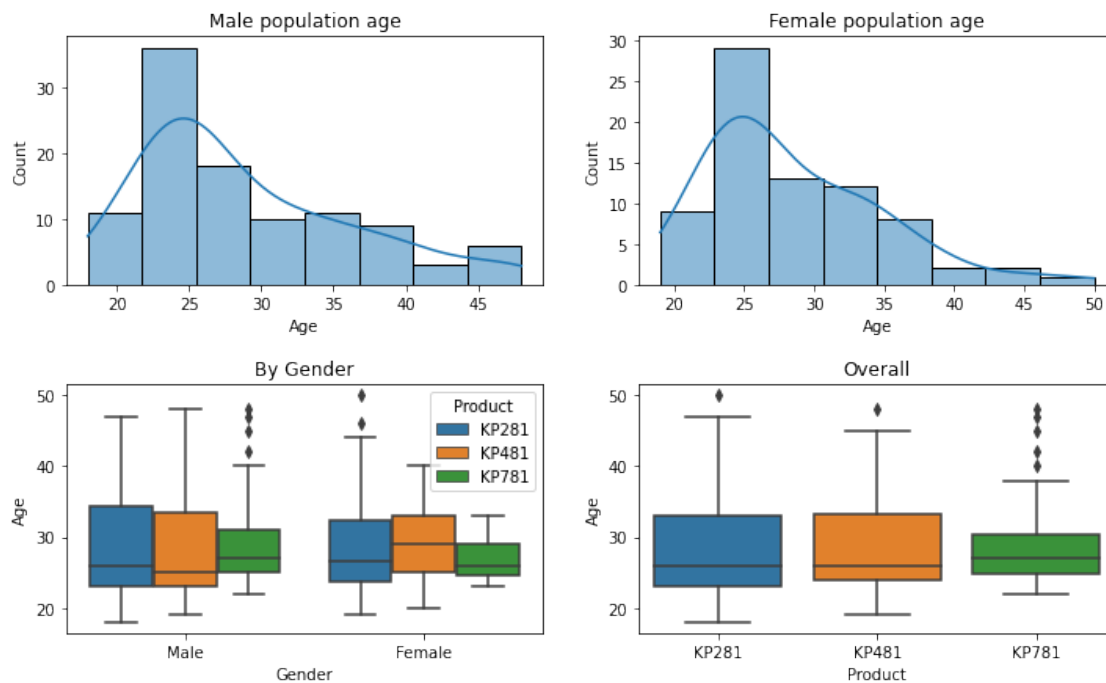 Male population age
Count
30
20
10
0
20 25 30 35 40 45
Age
Female population age
Count
30
25
20
15
10
5
0
20 25 30 35 40 45 50
Age
By Gender
Age
50
40
30
20
Product
KP281
KP481
KP781
Male Female
Gender
Overall
Age
50
40
30
20
KP281 KP481 KP781
Product